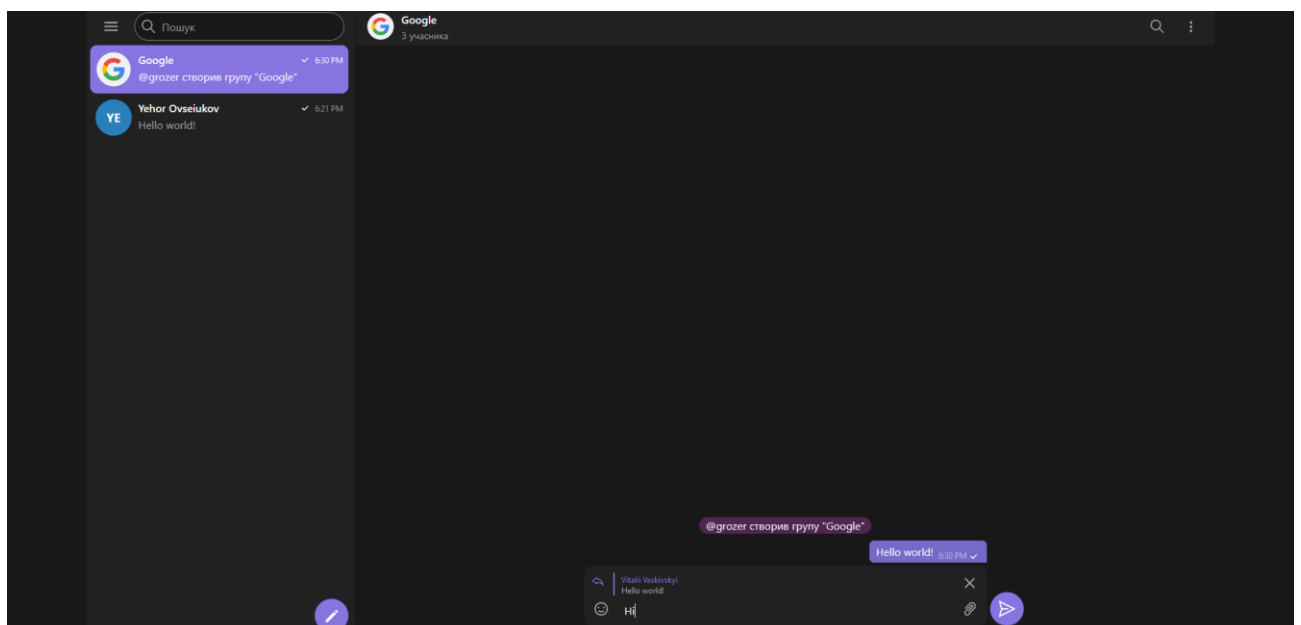 Пошук
Google
6:30 PM
@grozer створив групу "Google"
YE
Yehor Ovseiukov
6:21 PM
Hello world!
Google
3 учасника
@grozer створив групу "Google"
Hello world! 6:30 PM
Vitalii Vaskivskyi
Hello world!
Hi